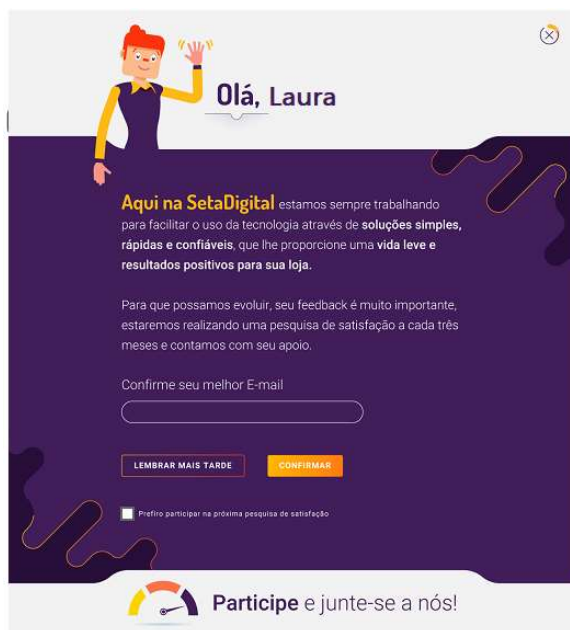 Olá, Laura
Aqui na SetaDigital estamos sempre trabalhando
para facilitar o uso da tecnologia através de soluções simples,
rápidas e confiáveis, que lhe proporcione uma vida leve e
resultados positivos para sua loja.
Para que possamos evoluir, seu feedback é muito importante,
estaremos realizando uma pesquisa de satisfação a cada três
meses e contamos com seu apoio.
Confirme seu melhor E-mail
LEMBRAR MAIS TARDE CONFIRMAR
Prefiro participar na próxima pesquisa de satisfação
Participe e junte-se a nós!